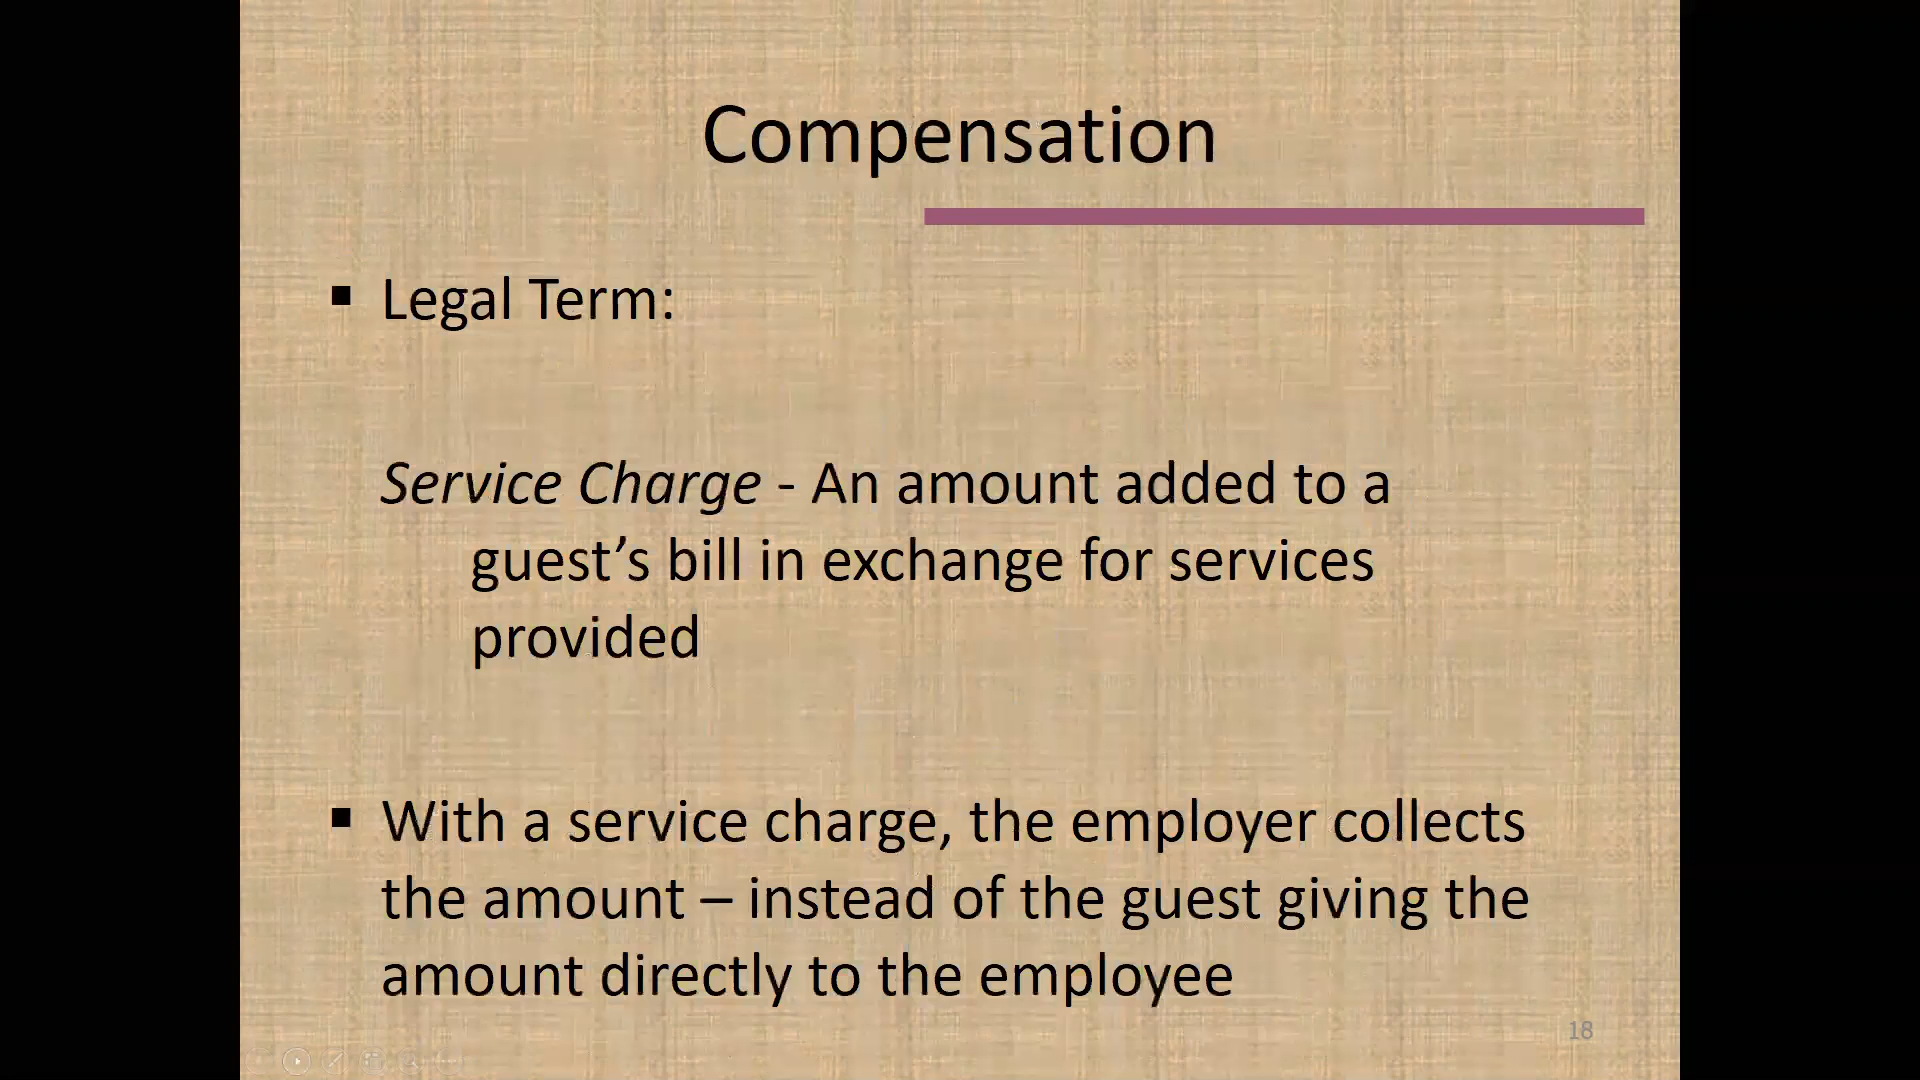 Compensation
▪ Legal Term:
Service Charge - An amount added to a
guest’s bill in exchange for services
provided
▪ With a service charge, the employer collects
the amount – instead of the guest giving the
amount directly to the employee
18